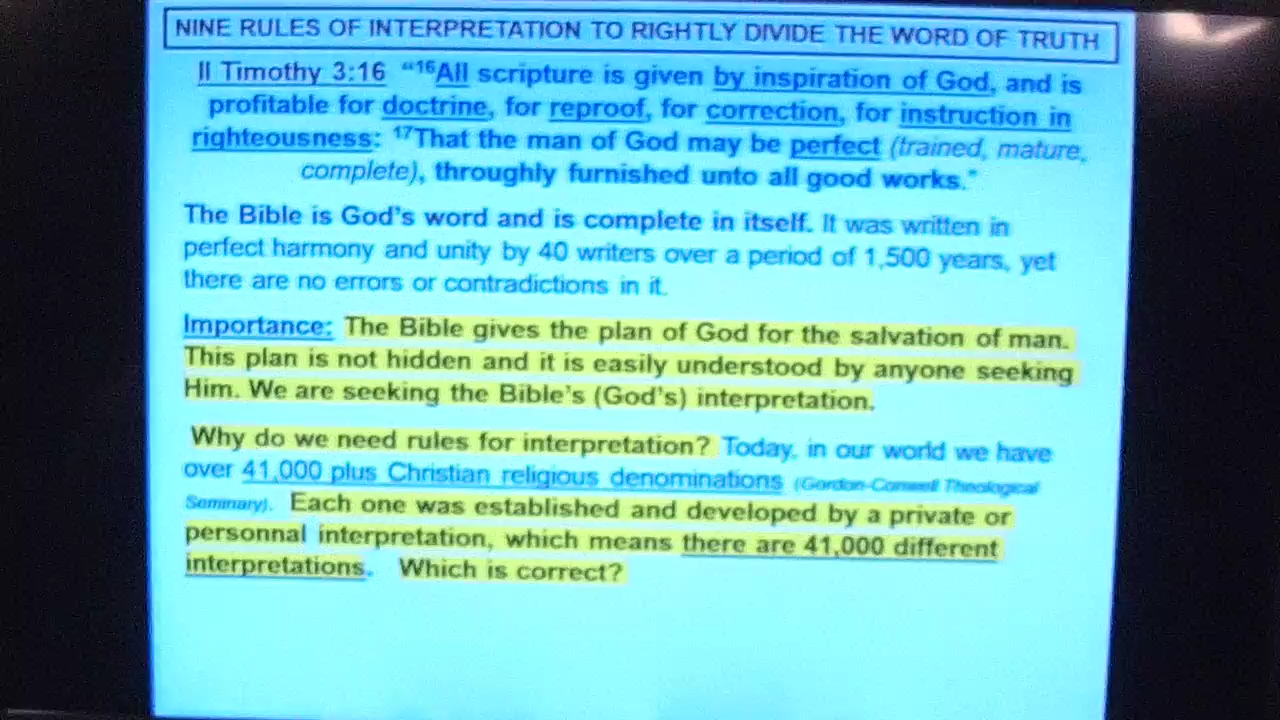 NINE RULES OF INTERPRETATION TO RIGHTLY DIVIDE THE WORD OF TRUTH
II Timothy 3:16 “16All scripture is given by inspiration of God, and is
profitable for doctrine, for reproof, for correction, for instruction in
righteousness: 17That the man of God may be perfect (trained, mature,
complete), throughly furnished unto all good works."
The Bible is God's word and is complete in itself. It was written in
perfect harmony and unity by 40 writers over a period of 1,500 years, yet
there are no errors or contradictions in it.
Importance: The Bible gives the plan of God for the salvation of man.
This plan is not hidden and it is easily understood by anyone seeking
Him. We are seeking the Bible's (God's) interpretation.
Why do we need rules for interpretation? Today, in our world we have
over 41,000 plus Christian religious denominations (Gordon-Conwell Theological
Seminary). Each one was established and developed by a private or
personnal interpretation, which means there are 41,000 different
interpretations. Which is correct?